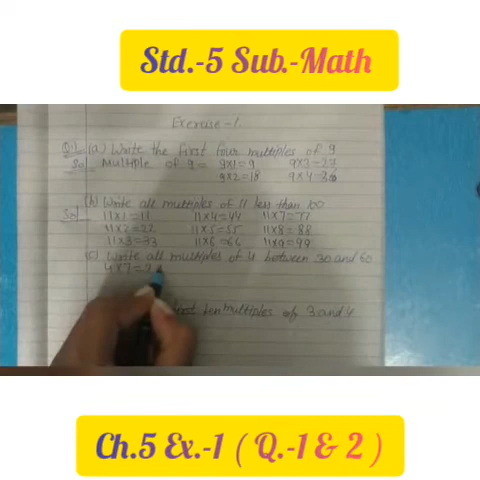 Std.-5 Sub.-Math
Exercise-1.
Q.1 (a) Write the first four multiples of 9
Sol multiple of 9 = 9x1=9 9x3=27
9x2=18 9x4=36
(b) Write all multiples of 11 less than 100
Sol 11x1=11 11x4=44 11x7=77
11x2=22 11x5=55 11x8=88
11x3=33 11x6=66 11x9=99
(c) Write all multiples of 4 between 30 and 60
4x7=2
first ten multiples of 3 and 4
Ch.5 Ex.-1 ( Q.-1 & 2 )